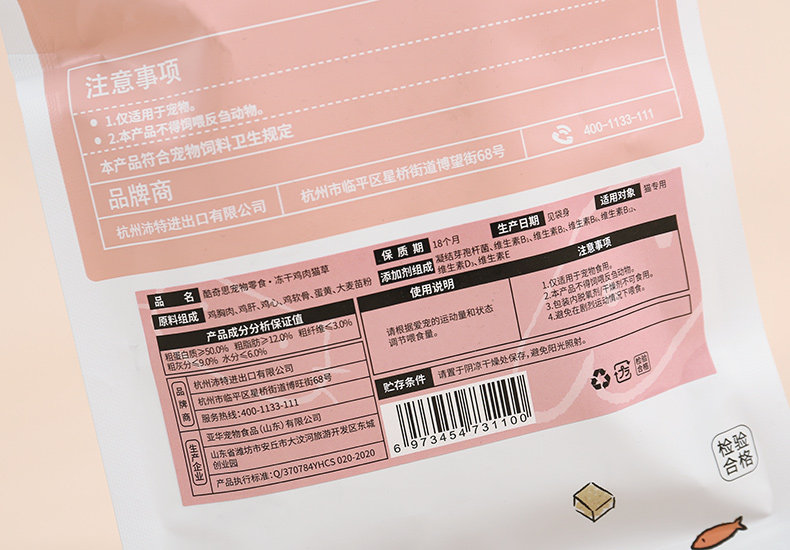 注意事项
1.仅适用于宠物。
2.本产品不得饲喂反刍动物。
本产品符合宠物饲料卫生规定
品牌商
杭州沛特进出口有限公司
杭州市临平区星桥街道博望街68号
400-1133-111
品 名 酷奇思宠物零食·冻干鸡肉猫草
保质期 18个月
生产日期 见袋身
适用对象 猫专用
原料组成 鸡胸肉、鸡肝、鸡心、鸡软骨、蛋黄、大麦苗粉
添加剂组成 凝结芽孢杆菌、维生素B₁、维生素B₂、维生素B₆、维生素B₁₂、
维生素D₃、维生素E
产品成分分析保证值
粗蛋白质≥50.0% 粗脂肪≥12.0% 粗纤维≤3.0%
粗灰分≤9.0% 水分≤6.0%
品牌商
杭州沛特进出口有限公司
杭州市临平区星桥街道博旺街68号
服务热线:400-1133-111
生产企业
亚华宠物食品(山东)有限公司
山东省潍坊市安丘市大汶河旅游开发区东城
创业园
产品执行标准:Q/370784YHCS 020-2020
使用说明
请根据爱宠的运动量和状态
调节喂食量。
注意事项
1.仅适用于宠物食用。
2.本产品不得饲喂反刍动物。
3.包装内脱氧剂/干燥剂不可食用。
4.避免在剧烈运动情况下喂食。
贮存条件 请置于阴凉干燥处保存,避免阳光照射。
检验
合格
6 973454 731100
检验
合格